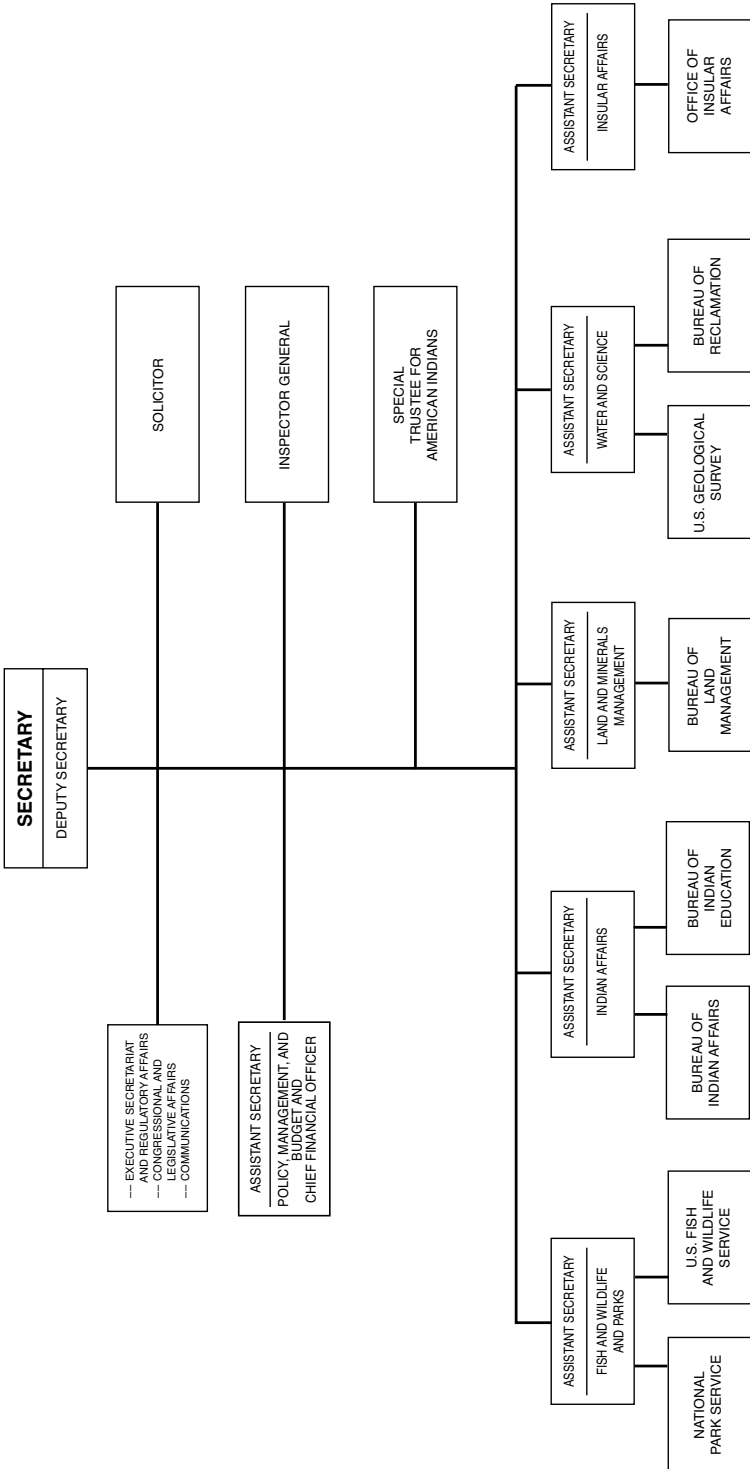 SECRETARY
DEPUTY SECRETARY
–– EXECUTIVE SECRETARIAT
AND REGULATORY AFFAIRS
–– CONGRESSIONAL AND
LEGISLATIVE AFFAIRS
–– COMMUNICATIONS
SOLICITOR
ASSISTANT SECRETARY
POLICY, MANAGEMENT, AND
BUDGET AND
CHIEF FINANCIAL OFFICER
INSPECTOR GENERAL
SPECIAL
TRUSTEE FOR
AMERICAN INDIANS
ASSISTANT SECRETARY
FISH AND WILDLIFE
AND PARKS
ASSISTANT SECRETARY
INDIAN AFFAIRS
ASSISTANT SECRETARY
LAND AND MINERALS
MANAGEMENT
ASSISTANT SECRETARY
WATER AND SCIENCE
ASSISTANT SECRETARY
INSULAR AFFAIRS
NATIONAL
PARK SERVICE
U.S. FISH
AND WILDLIFE
SERVICE
BUREAU OF
INDIAN AFFAIRS
BUREAU OF
INDIAN
EDUCATION
BUREAU OF
LAND
MANAGEMENT
U.S. GEOLOGICAL
SURVEY
BUREAU OF
RECLAMATION
OFFICE OF
INSULAR
AFFAIRS